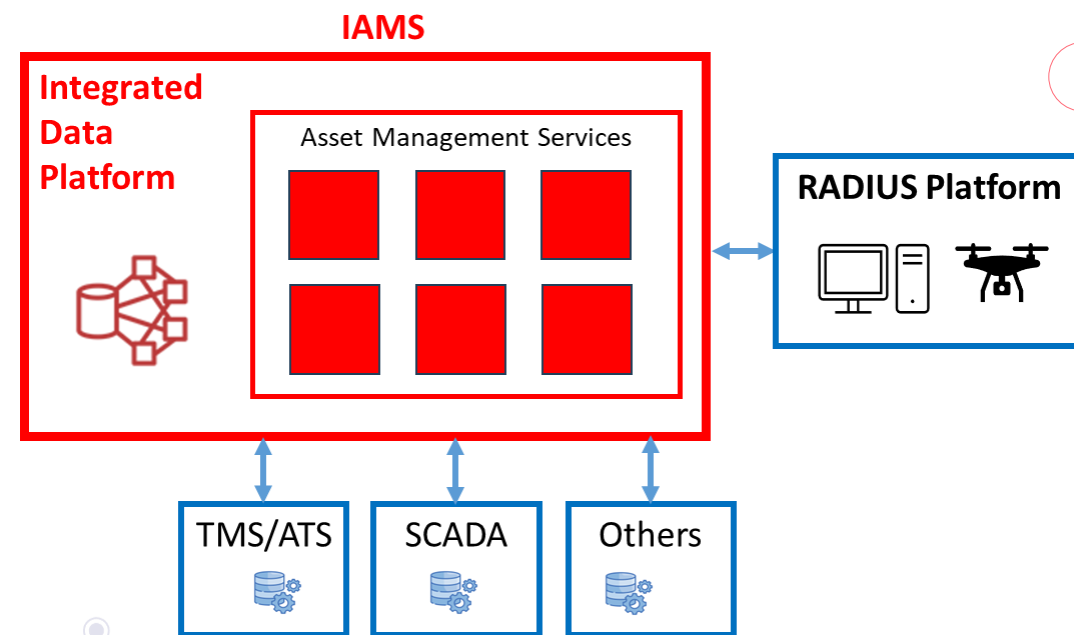 IAMS
Integrated
Data
Platform
Asset Management Services
RADIUS Platform
TMS/ATS
SCADA
Others